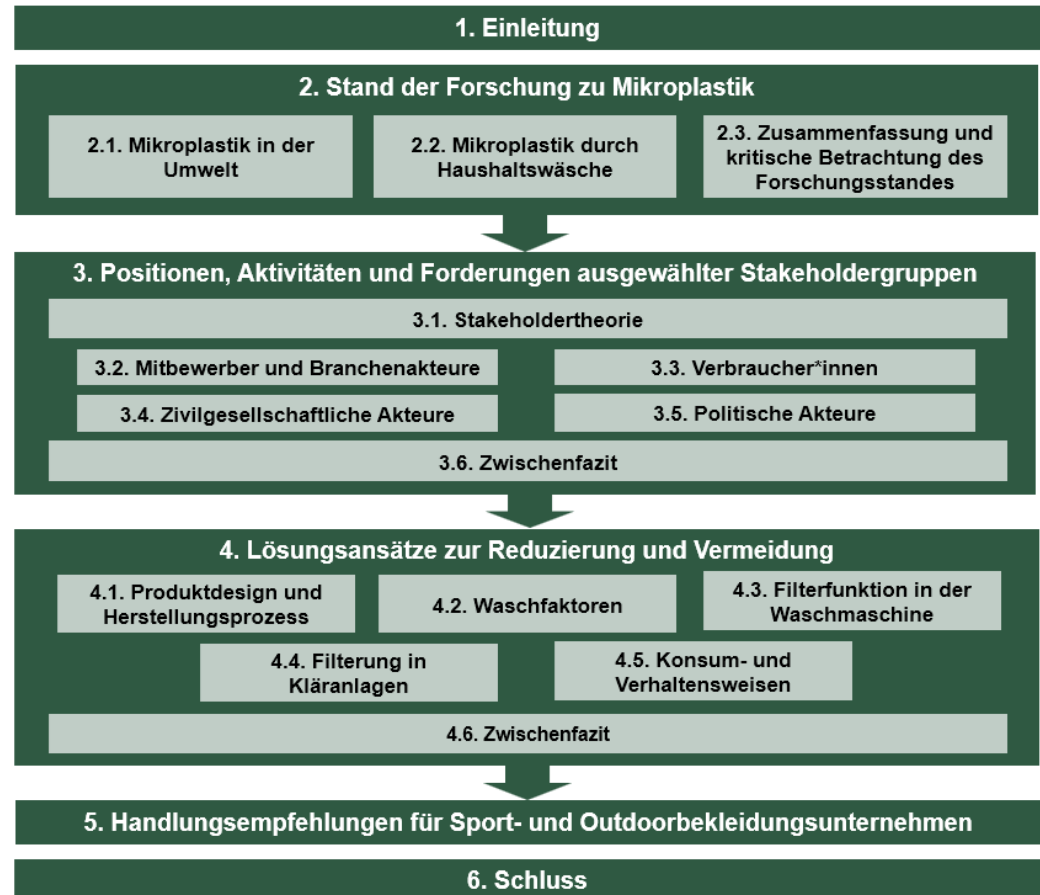 1. Einleitung
2. Stand der Forschung zu Mikroplastik
2.1. Mikroplastik in der
Umwelt
2.2. Mikroplastik durch
Haushaltswäsche
2.3. Zusammenfassung und
kritische Betrachtung des
Forschungsstandes
3. Positionen, Aktivitäten und Forderungen ausgewählter Stakeholdergruppen
3.1. Stakeholdertheorie
3.2. Mitbewerber und Branchenakteure
3.3. Verbraucher*innen
3.4. Zivilgesellschaftliche Akteure
3.5. Politische Akteure
3.6. Zwischenfazit
4. Lösungsansätze zur Reduzierung und Vermeidung
4.1. Produktdesign und
Herstellungsprozess
4.2. Waschfaktoren
4.3. Filterfunktion in der
Waschmaschine
4.4. Filterung in
Kläranlagen
4.5. Konsum- und
Verhaltensweisen
4.6. Zwischenfazit
5. Handlungsempfehlungen für Sport- und Outdoorbekleidungsunternehmen
6. Schluss